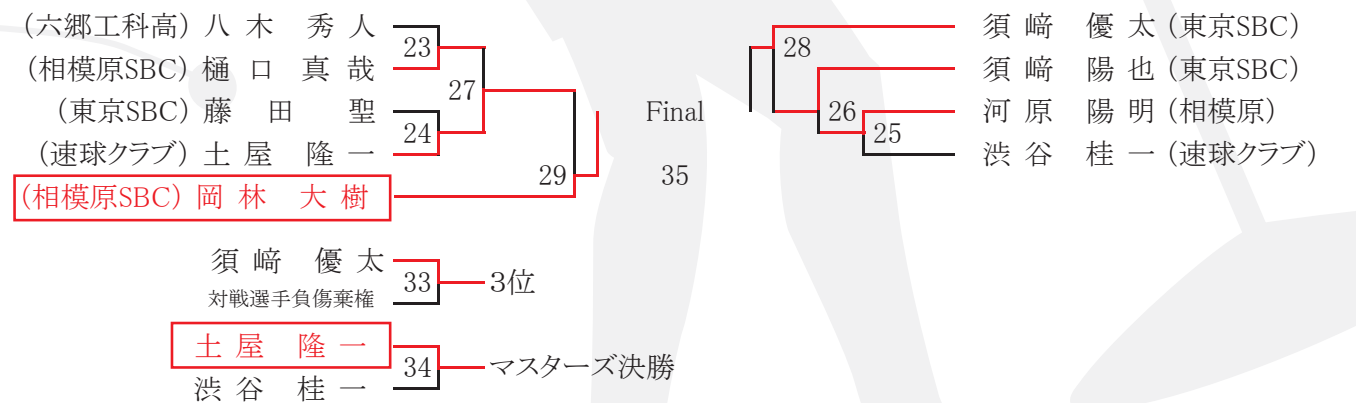 (六郷工科高) 八木 秀人
23
(相模原SBC) 樋口 真哉
27
(東京SBC) 藤田 聖
24
(速球クラブ) 土屋 隆一
29
(相模原SBC) 岡林 大樹
Final
35
須﨑 優太 (東京SBC)
28
須﨑 陽也 (東京SBC)
26
河原 陽明 (相模原)
25
渋谷 桂一 (速球クラブ)
須﨑 優太
33
3位
対戦選手負傷棄権
土屋 隆一
34
マスターズ決勝
渋谷 桂一